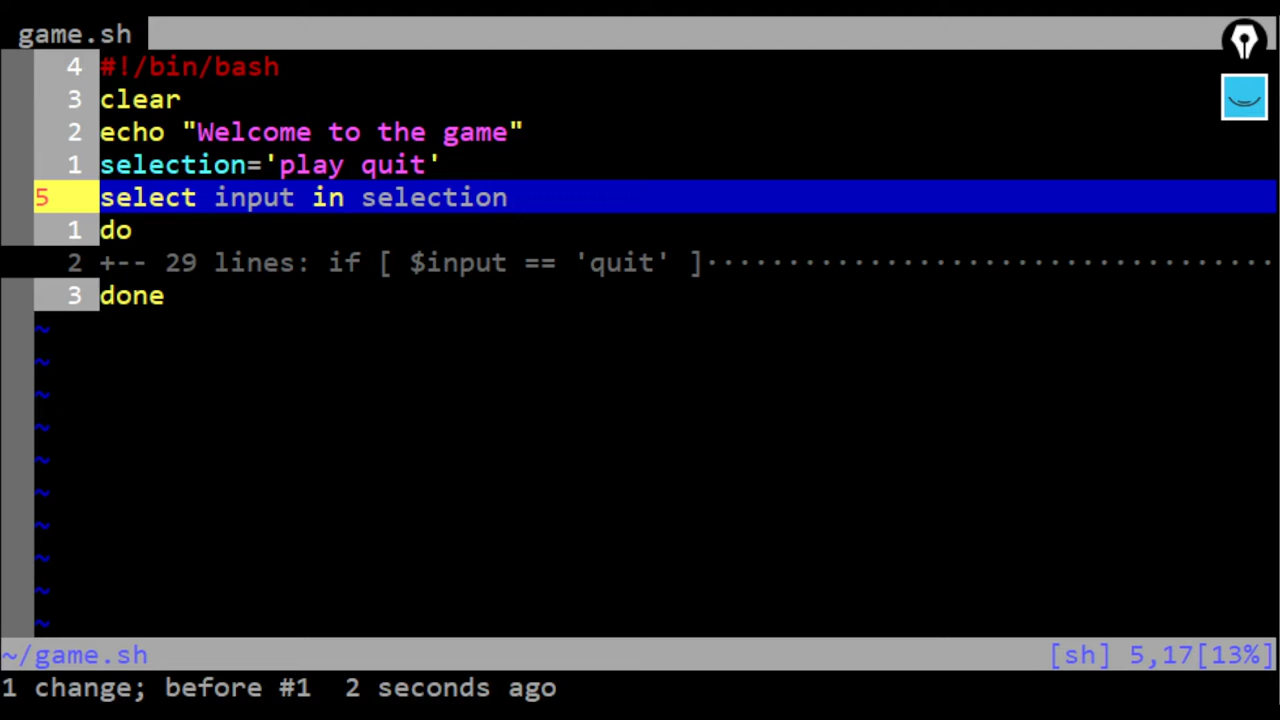 game.sh
4 #!/bin/bash
3 clear
2 echo "Welcome to the game"
1 selection='play quit'
5 select input in selection
1 do
2 +-- 29 lines: if [ $input == 'quit' ]···································
3 done
~
~
~
~
~
~
~
~
~
~
~/game.sh [sh] 5,17[13%]
1 change; before #1  2 seconds ago